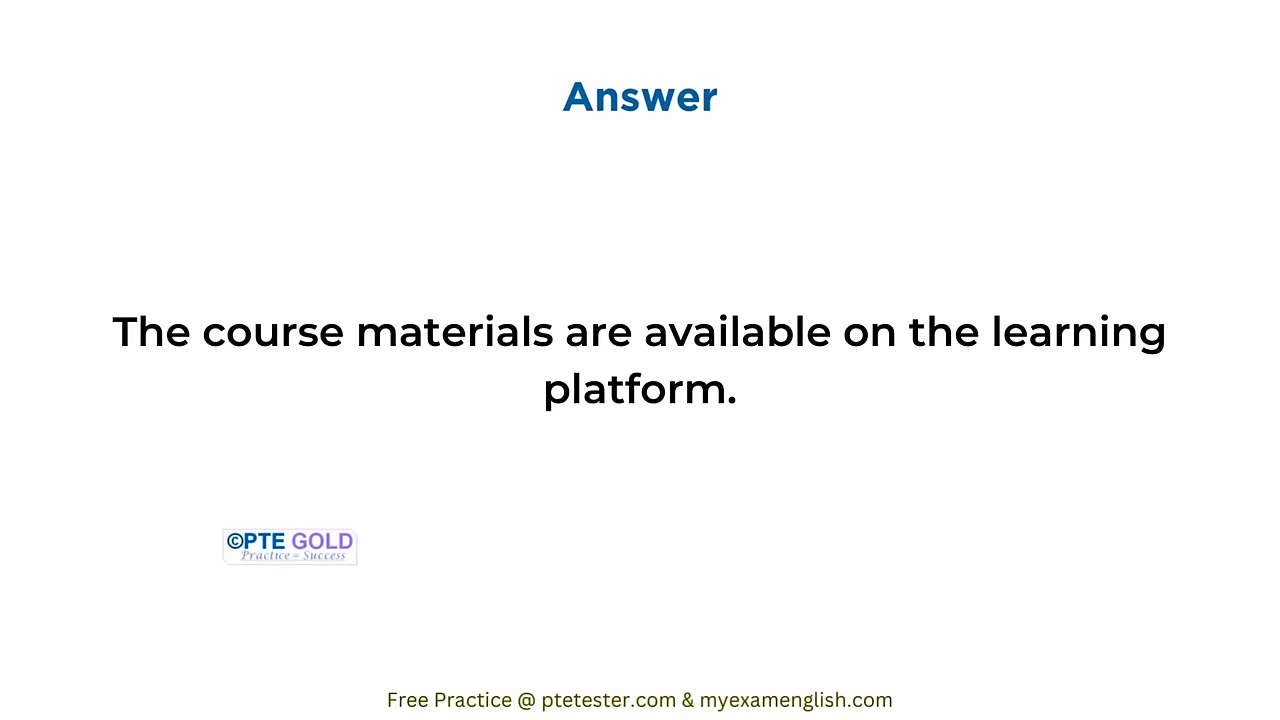 Answer
The course materials are available on the learning
platform.
©PTE GOLD
Practice = Success
Free Practice @ ptetester.com & myexamenglish.com